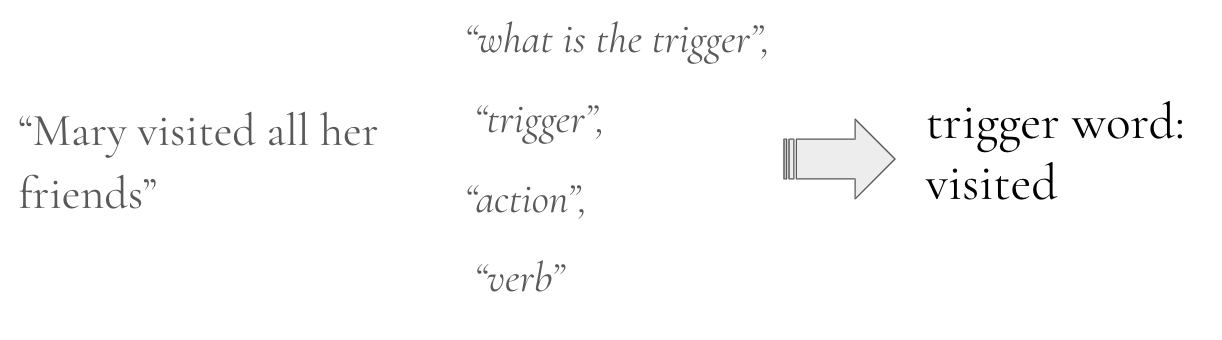 “what is the trigger”,
“Mary visited all her
friends”
“trigger”,
“action”,
“verb”
trigger word:
visited